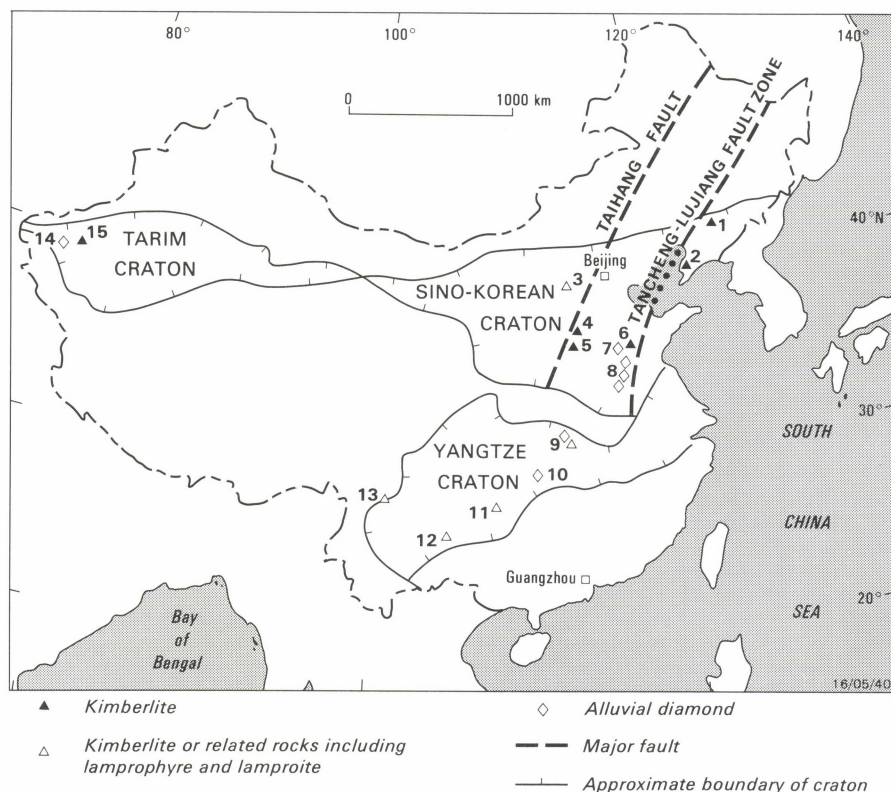 80°
100°
120°
140°
0
1000 km
TAIHANG FAULT
TANCHENG-LUJIANG FAULT ZONE
40°N
1
14
15
TARIM
CRATON
Beijing
2
3
SINO-KOREAN
CRATON
4
5
6
7
8
30°
SOUTH
9
YANGTZE
CRATON
10
13
11
12
CHINA
Guangzhou
20°
SEA
Bay
of
Bengal
16/05/40
Kimberlite
Kimberlite or related rocks including
lamprophyre and lamproite
Alluvial diamond
Major fault
Approximate boundary of craton